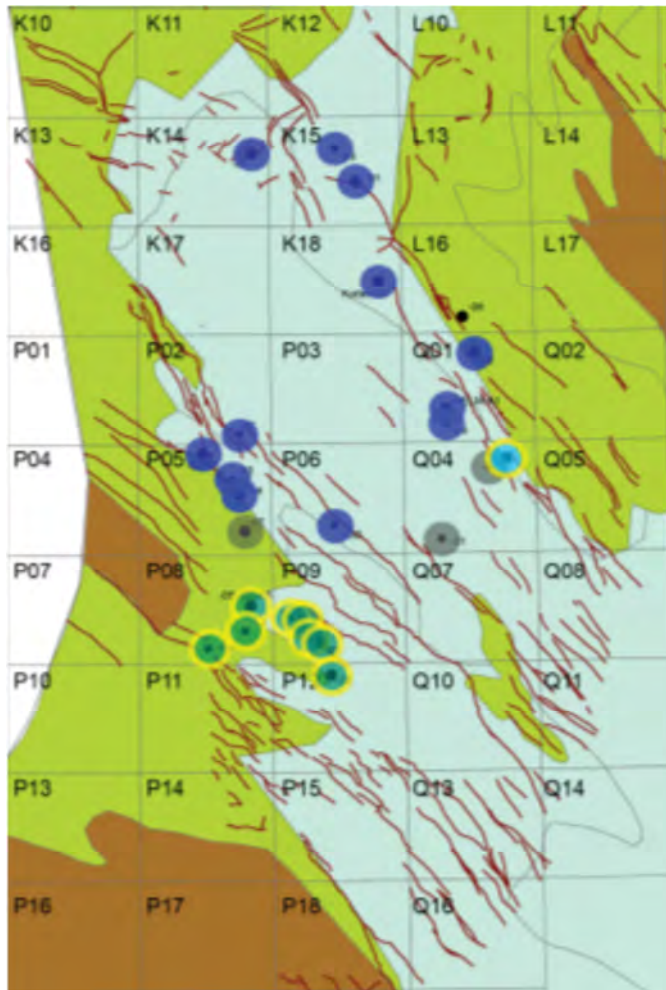 K10 K11 K12 L10 L11
K13 K14 K15 L13 L14
K16 K17 K18 L16 L17
P01 P02 P03 Q01 Q02
P04 P05 P06 Q04 Q05
P07 P08 P09 Q07 Q08
P10 P11 P12 Q10 Q11
P13 P14 P15 Q13 Q14
P16 P17 P18 Q16